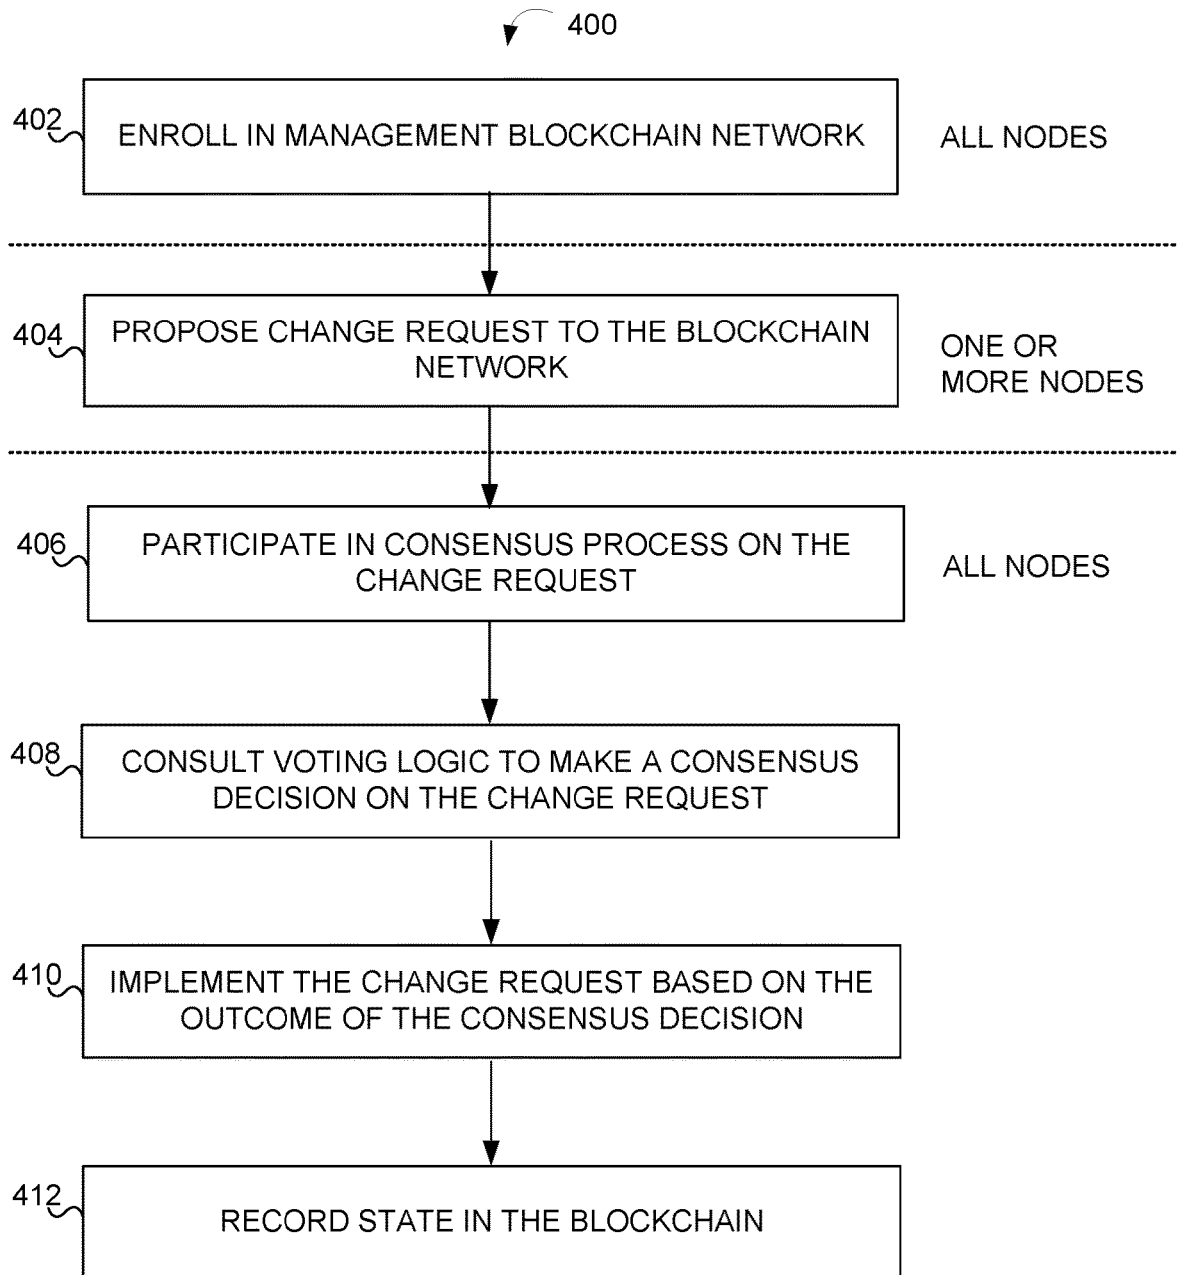 400
402
ENROLL IN MANAGEMENT BLOCKCHAIN NETWORK
ALL NODES
404
PROPOSE CHANGE REQUEST TO THE BLOCKCHAIN
NETWORK
ONE OR
MORE NODES
406
PARTICIPATE IN CONSENSUS PROCESS ON THE
CHANGE REQUEST
ALL NODES
408
CONSULT VOTING LOGIC TO MAKE A CONSENSUS
DECISION ON THE CHANGE REQUEST
410
IMPLEMENT THE CHANGE REQUEST BASED ON THE
OUTCOME OF THE CONSENSUS DECISION
412
RECORD STATE IN THE BLOCKCHAIN